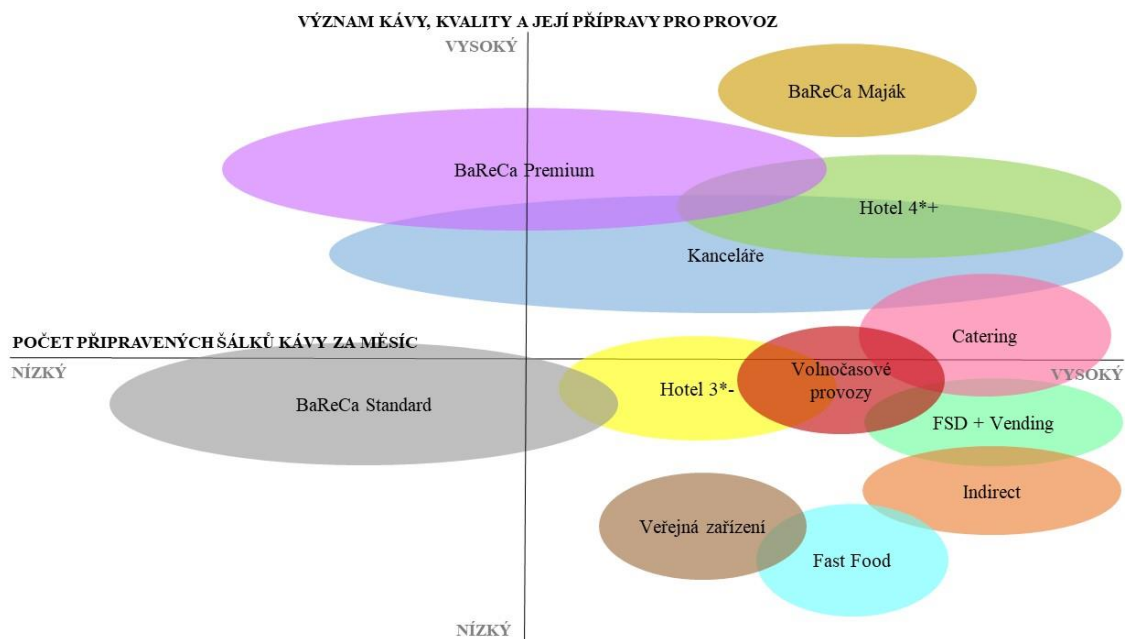 VÝZNAM KÁVY, KVALITY A JEJÍ PŘÍPRAVY PRO PROVOZ
VYSOKÝ
BaReCa Maják
BaReCa Premium
Hotel 4*+
Kanceláře
POČET PŘIPRAVENÝCH ŠÁLKŮ KÁVY ZA MĚSÍC
Catering
NÍZKÝ
VYSOKÝ
Volnočasové
provozy
Hotel 3*-
BaReCa Standard
FSD + Vending
Indirect
Veřejná zařízení
Fast Food
NÍZKÝ